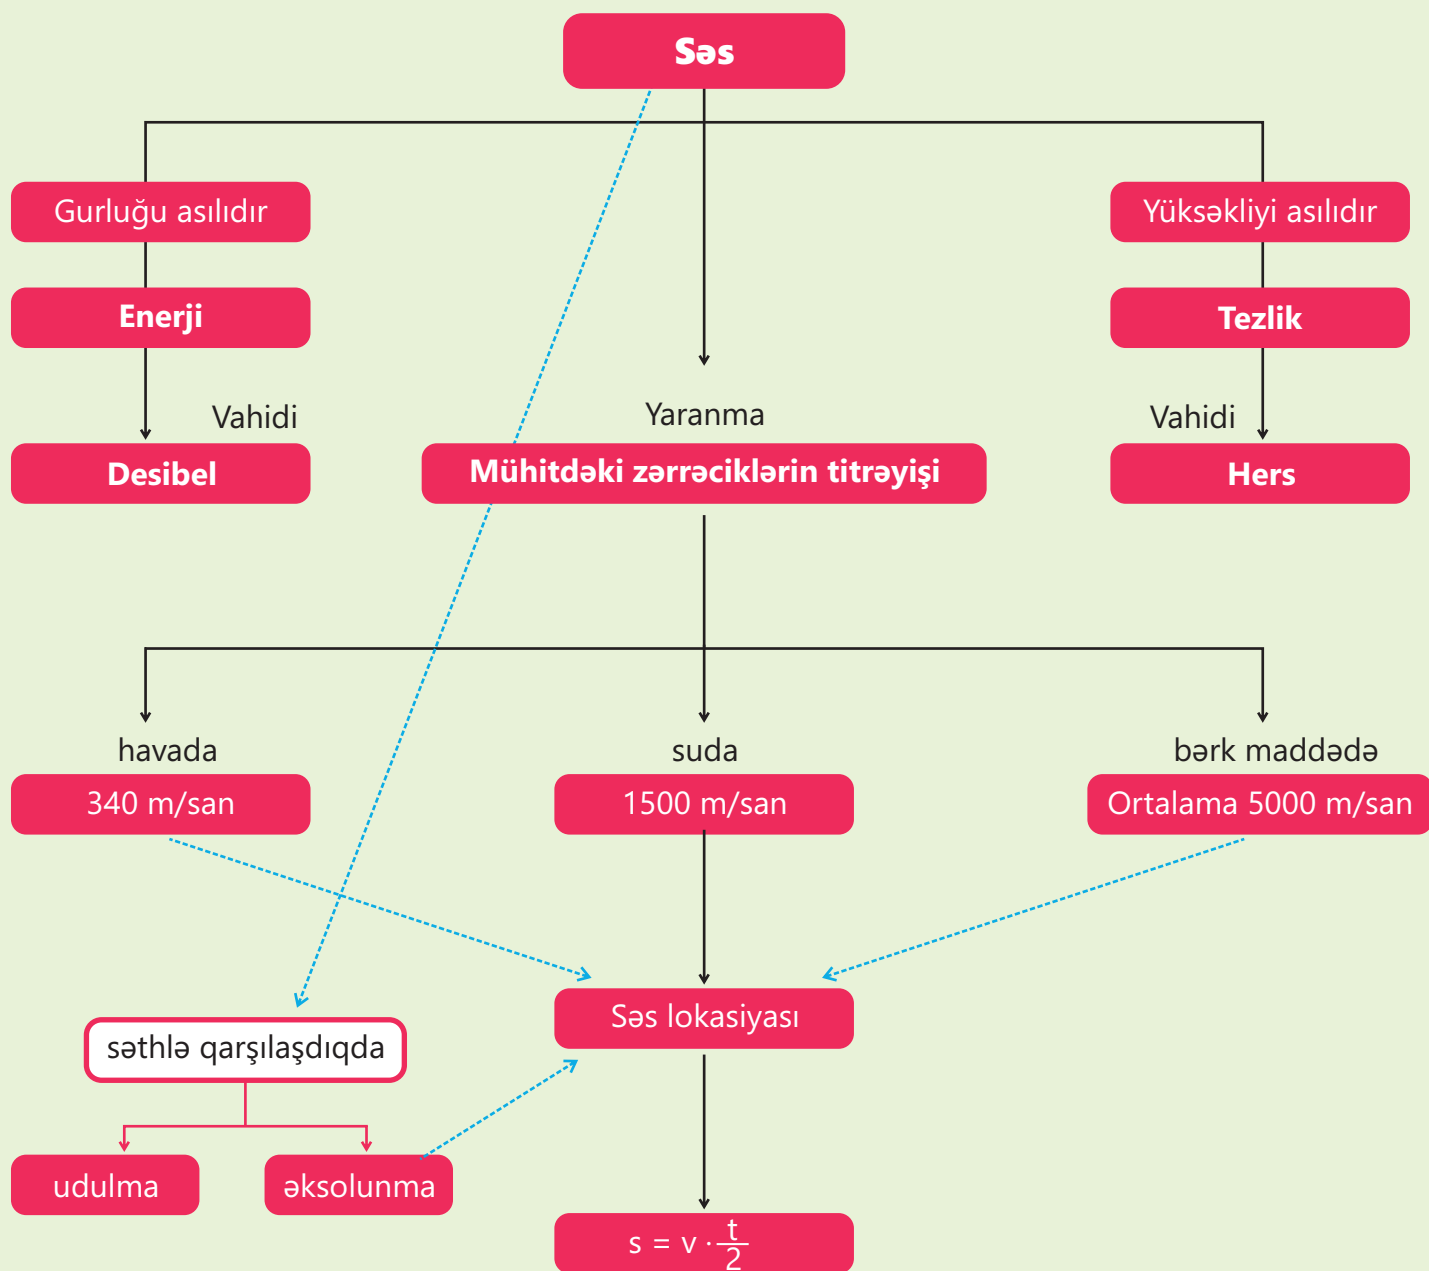 Səs
Gurluğu asılıdır
Yüksəkliyi asılıdır
Enerji
Tezlik
Vahidi
Yaranma
Vahidi
Desibel
Mühitdəki zərrəciklərin titrəyişi
Hers
havada
suda
bərk maddədə
340 m/san
1500 m/san
Ortalama 5000 m/san
Səs lokasiyası
səthlə qarşılaşdıqda
udulma
əksolunma
s = v · t/2